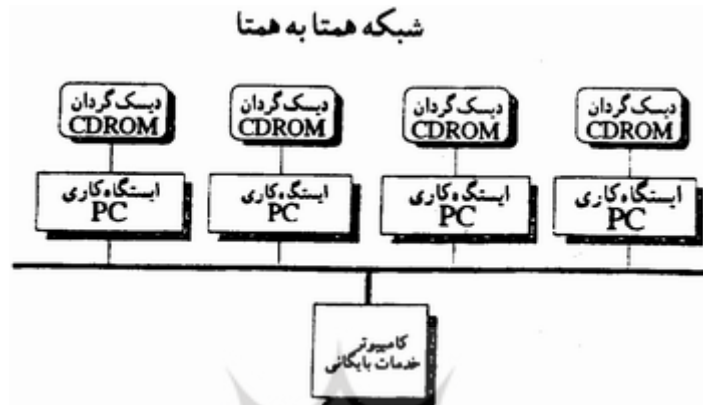 شبکه همتا به همتا
دیسک‌گردان
CDROM
دیسک‌گردان
CDROM
دیسک‌گردان
CDROM
دیسک‌گردان
CDROM
ایستگاه‌کاری
PC
ایستگاه‌کاری
PC
ایستگاه‌کاری
PC
ایستگاه‌کاری
PC
کامپیوتر
خدمات بایگانی